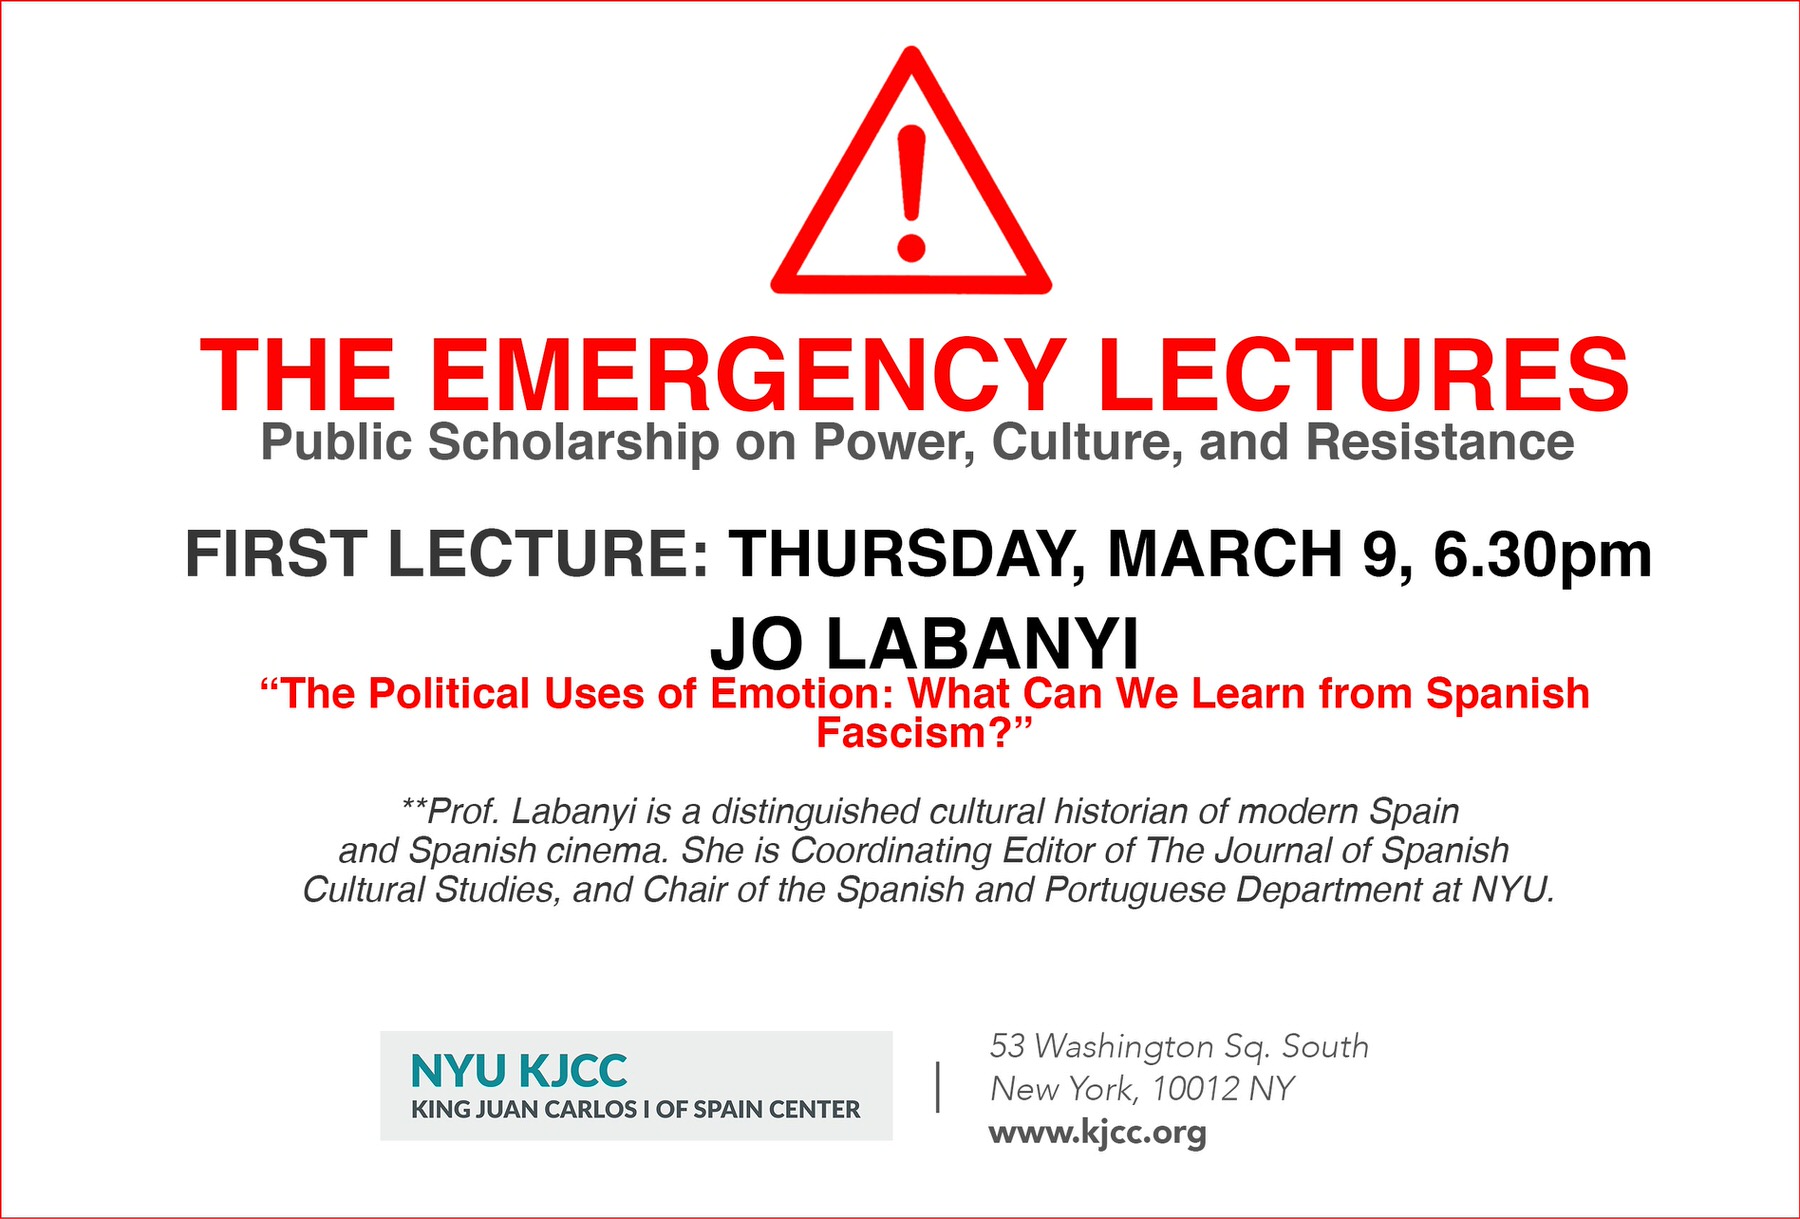 THE EMERGENCY LECTURES
Public Scholarship on Power, Culture, and Resistance
FIRST LECTURE: THURSDAY, MARCH 9, 6.30pm
JO LABANYI
“The Political Uses of Emotion: What Can We Learn from Spanish
Fascism?”
**Prof. Labanyi is a distinguished cultural historian of modern Spain
and Spanish cinema. She is Coordinating Editor of The Journal of Spanish
Cultural Studies, and Chair of the Spanish and Portuguese Department at NYU.
NYU KJCC
KING JUAN CARLOS I OF SPAIN CENTER
53 Washington Sq. South
New York, 10012 NY
www.kjcc.org